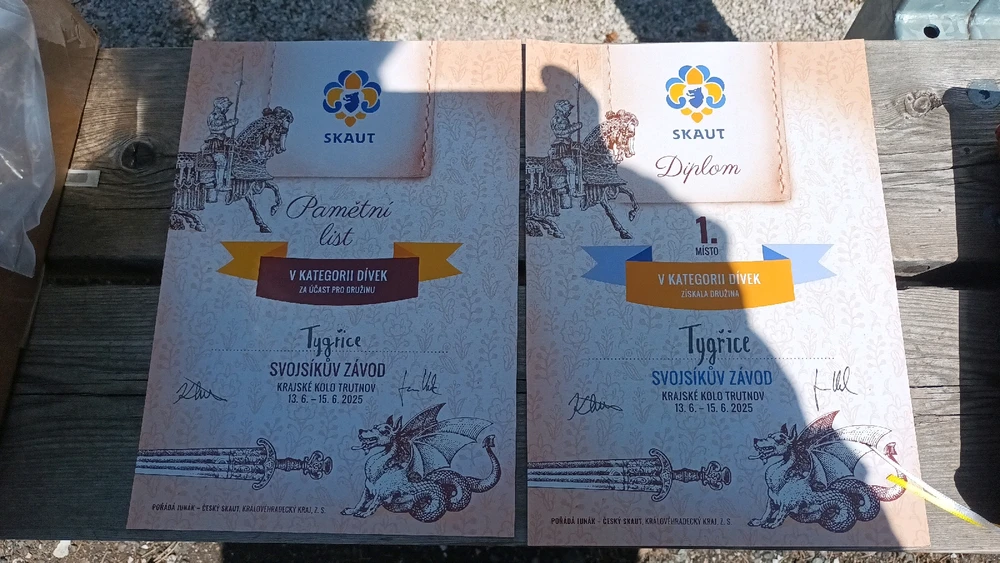 SKAUT
Pamětní
list
V KATEGORII DÍVEK
ZA ÚČAST PRO DRUŽINU
Tygřice
SVOJSÍKŮV ZÁVOD
KRAJSKÉ KOLO TRUTNOV
13. 6. – 15. 6. 2025
POŘÁDÁ JUNÁK – ČESKÝ SKAUT, KRÁLOVÉHRADECKÝ KRAJ, Z. S.
SKAUT
Diplom
1.
MÍSTO
V KATEGORII DÍVEK
ZÍSKALA DRUŽINA
Tygřice
SVOJSÍKŮV ZÁVOD
KRAJSKÉ KOLO TRUTNOV
13. 6. – 15. 6. 2025
POŘÁDÁ JUNÁK – ČESKÝ SKAUT, KRÁLOVÉHRADECKÝ KRAJ, Z. S.